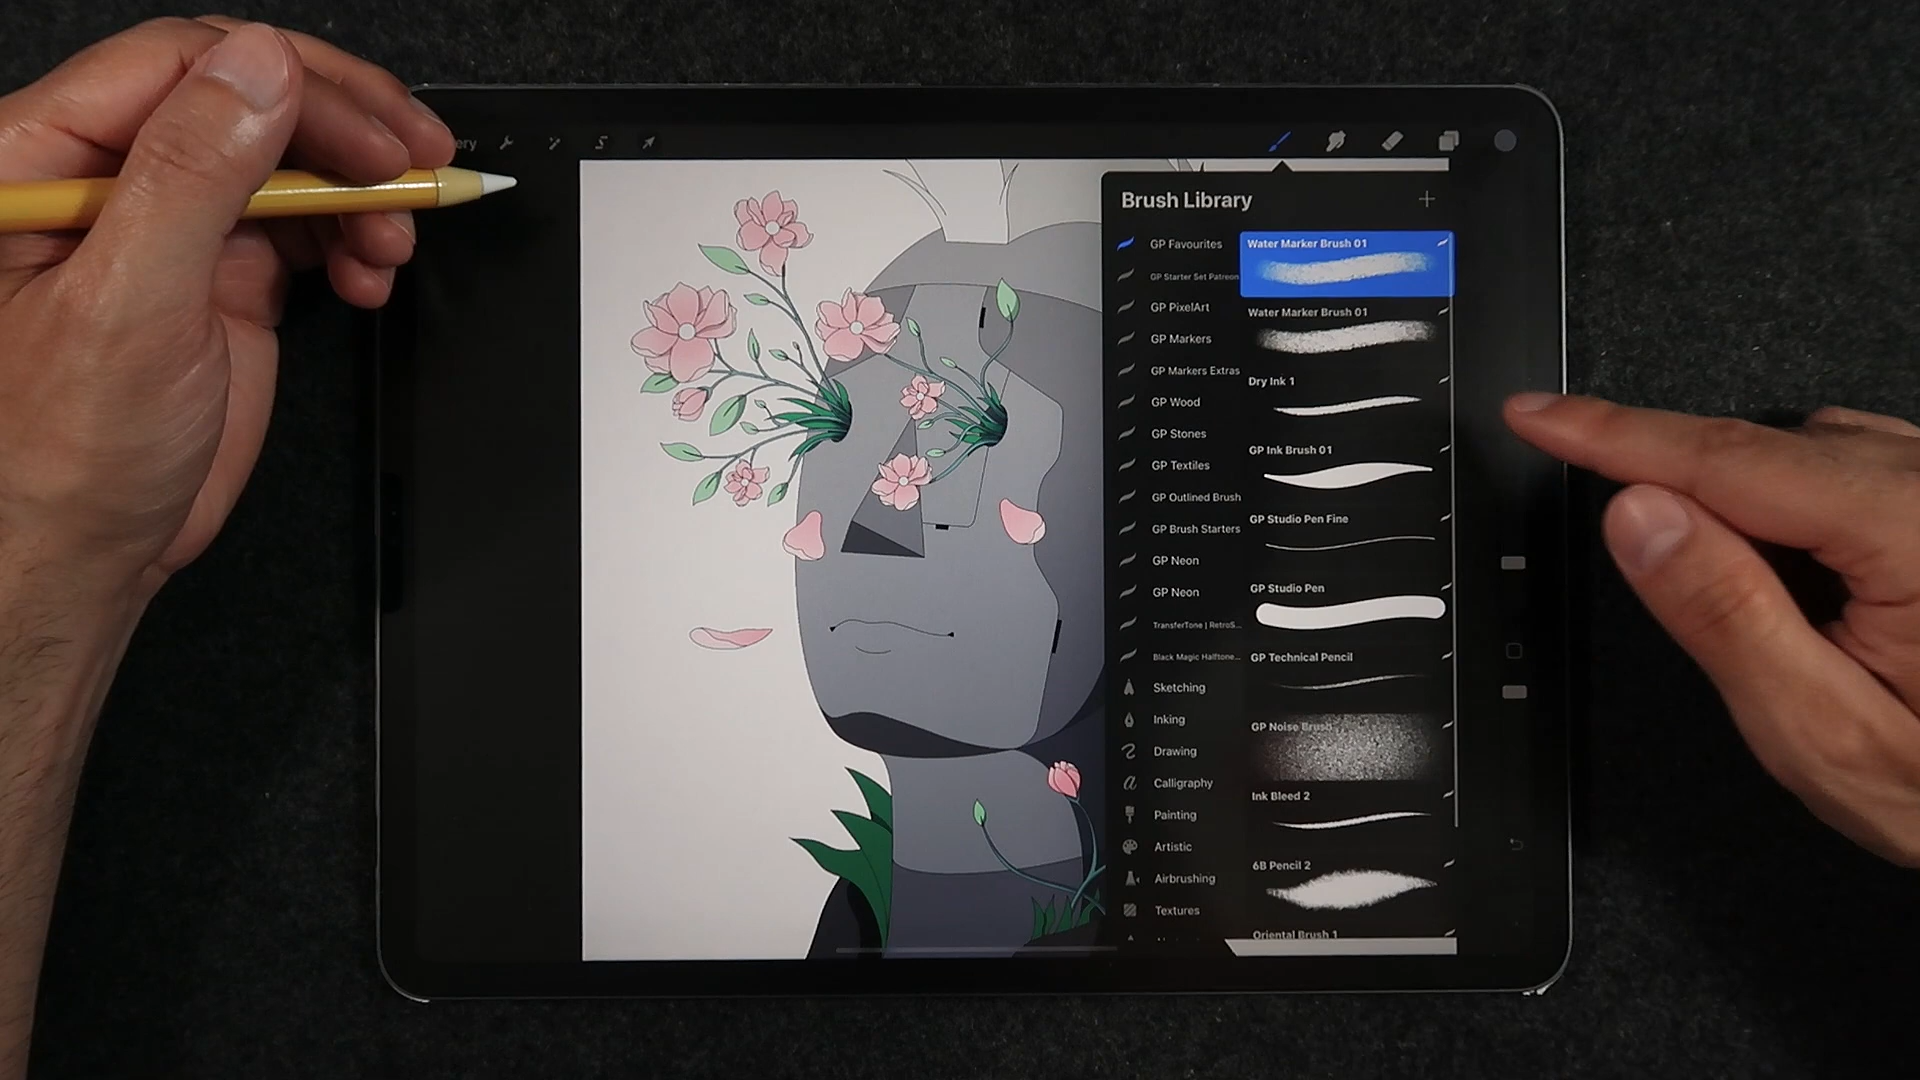 ery
Brush Library
GP Favourites
GP Starter Set Patreon
GP PixelArt
GP Markers
GP Markers Extras
GP Wood
GP Stones
GP Textiles
GP Outlined Brush
GP Brush Starters
GP Neon
GP Neon
TransferTone | RetroS...
Black Magic Halftone...
Sketching
Inking
Drawing
Calligraphy
Painting
Artistic
Airbrushing
Textures
Water Marker Brush 01
Water Marker Brush 01
Dry Ink 1
GP Ink Brush 01
GP Studio Pen Fine
GP Studio Pen
GP Technical Pencil
GP Noise Brush
Ink Bleed 2
6B Pencil 2
Oriental Brush 1